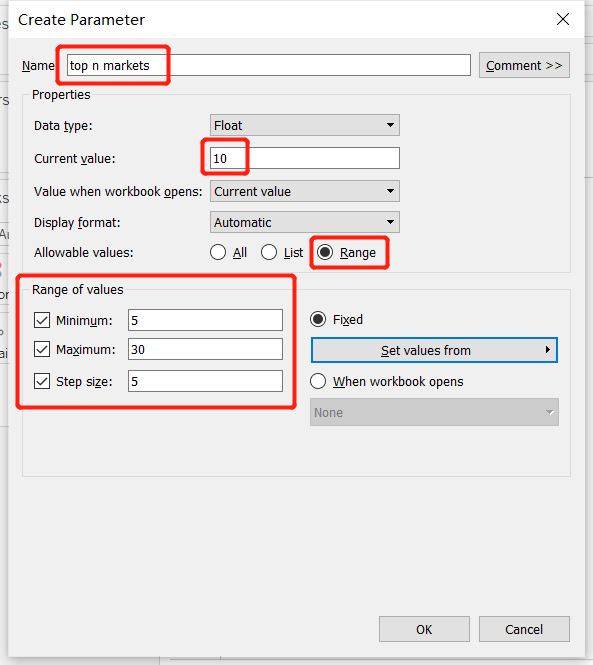 Create Parameter
Name: top n markets Comment >>
Properties
Data type: Float
Current value: 10
Value when workbook opens: Current value
Display format: Automatic
Allowable values: All List Range
Range of values
Minimum: 5 Fixed
Maximum: 30 Set values from
Step size: 5 When workbook opens
None
OK Cancel